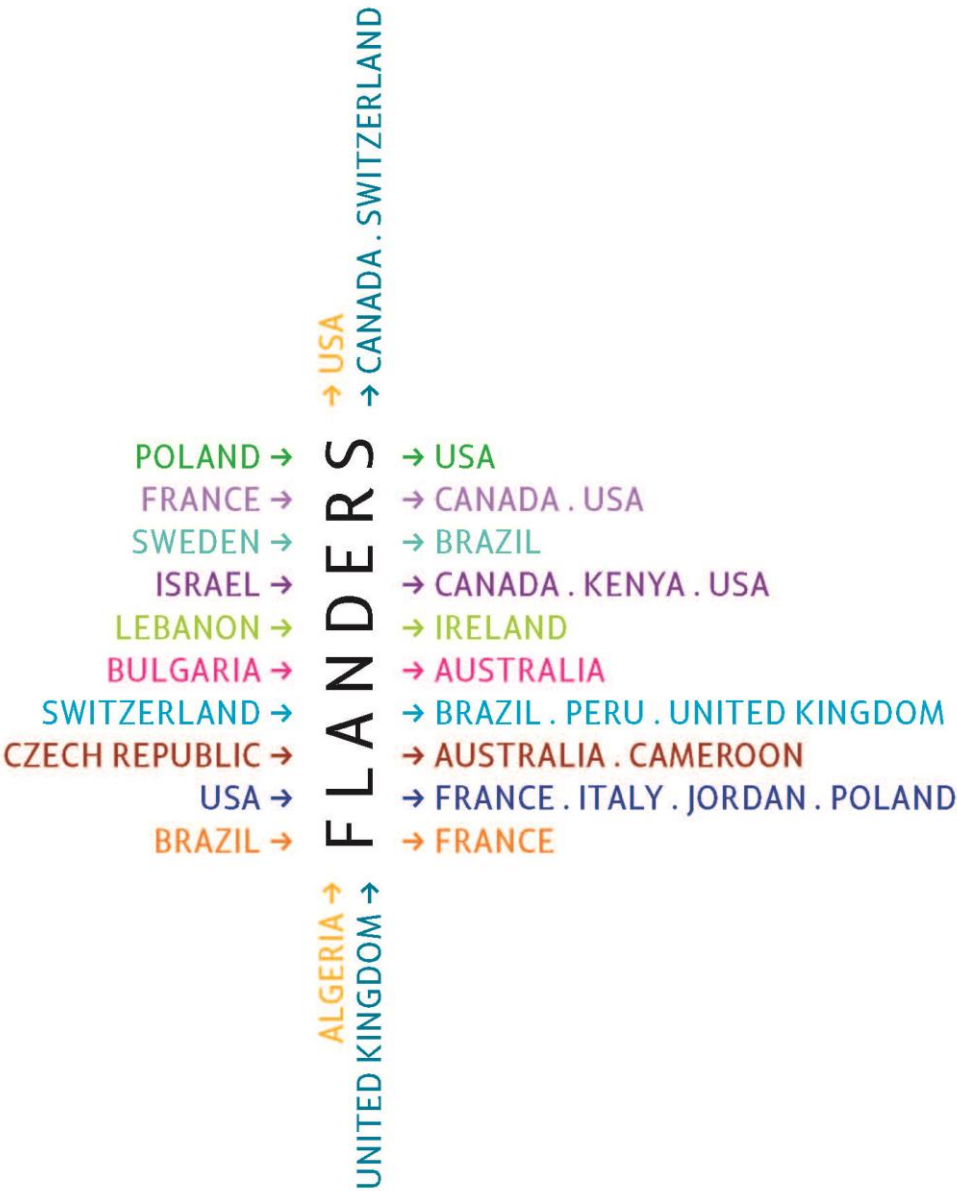 → USA
→ CANADA . SWITZERLAND
POLAND → → USA
FRANCE → → CANADA . USA
SWEDEN → → BRAZIL
ISRAEL → → CANADA . KENYA . USA
LEBANON → → IRELAND
BULGARIA → → AUSTRALIA
SWITZERLAND → → BRAZIL . PERU . UNITED KINGDOM
CZECH REPUBLIC → → AUSTRALIA . CAMEROON
USA → → FRANCE . ITALY . JORDAN . POLAND
BRAZIL → → FRANCE
FLANDERS
ALGERIA →
UNITED KINGDOM →